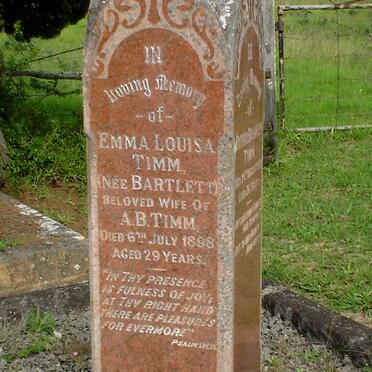 IN
Loving Memory
-of-
EMMA LOUISA
TIMM,
(NÉE BARTLETT)
BELOVED WIFE OF
A.B. TIMM,
DIED 6TH JULY 1898
AGED 29 YEARS.
"IN THY PRESENCE
IS FULNESS OF JOY;
AT THY RIGHT HAND
THERE ARE PLEASURES
FOR EVERMORE."
PSALM